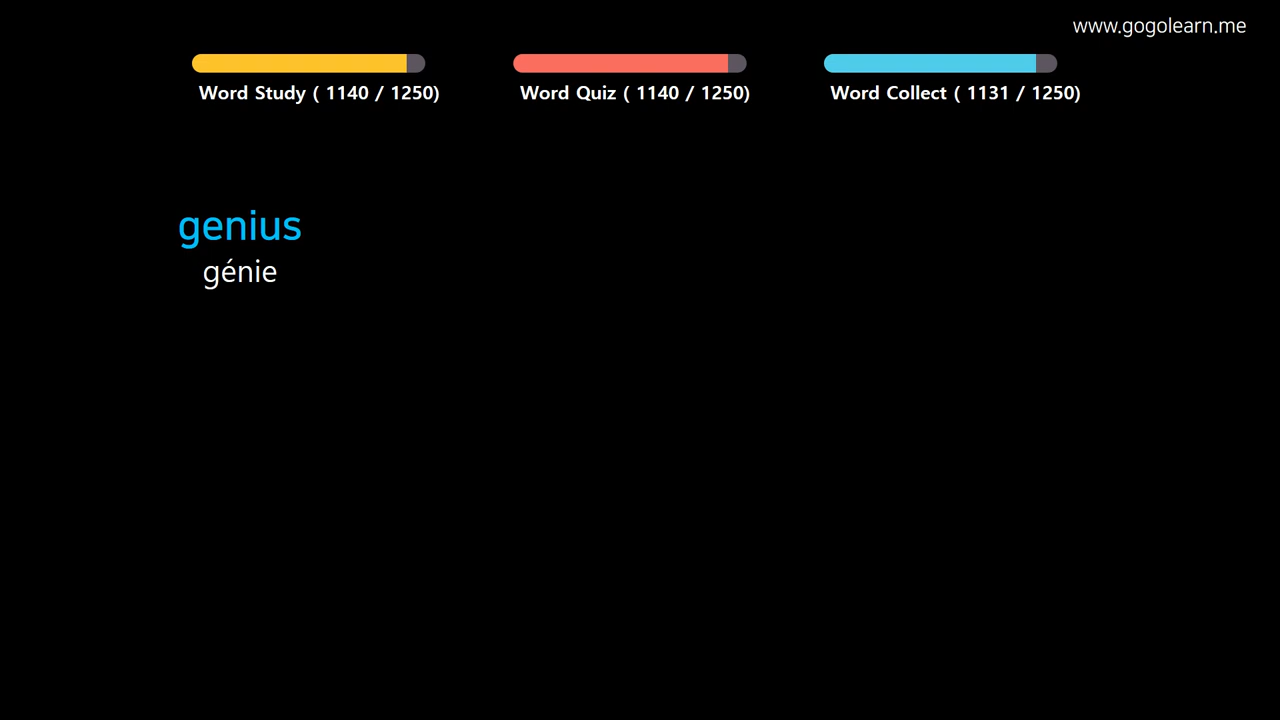 www.gogolearn.me
Word Study ( 1140 / 1250)
Word Quiz ( 1140 / 1250)
Word Collect ( 1131 / 1250)
genius
génie